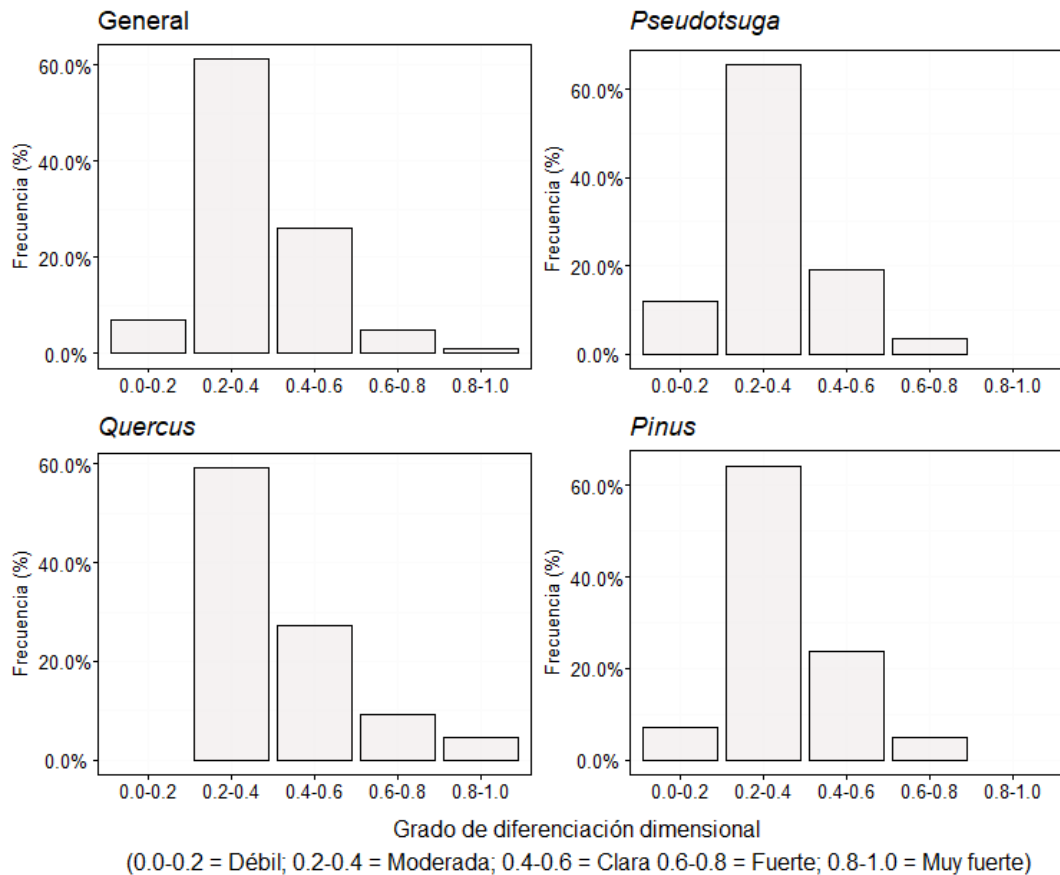 General
Frecuencia (%)
60.0%
40.0%
20.0%
0.0%
0.0-0.2 0.2-0.4 0.4-0.6 0.6-0.8 0.8-1.0
Pseudotsuga
Frecuencia (%)
60.0%
40.0%
20.0%
0.0%
0.0-0.2 0.2-0.4 0.4-0.6 0.6-0.8 0.8-1.0
Quercus
Frecuencia (%)
60.0%
40.0%
20.0%
0.0%
0.0-0.2 0.2-0.4 0.4-0.6 0.6-0.8 0.8-1.0
Pinus
Frecuencia (%)
60.0%
40.0%
20.0%
0.0%
0.0-0.2 0.2-0.4 0.4-0.6 0.6-0.8 0.8-1.0
Grado de diferenciación dimensional
(0.0-0.2 = Débil; 0.2-0.4 = Moderada; 0.4-0.6 = Clara 0.6-0.8 = Fuerte; 0.8-1.0 = Muy fuerte)